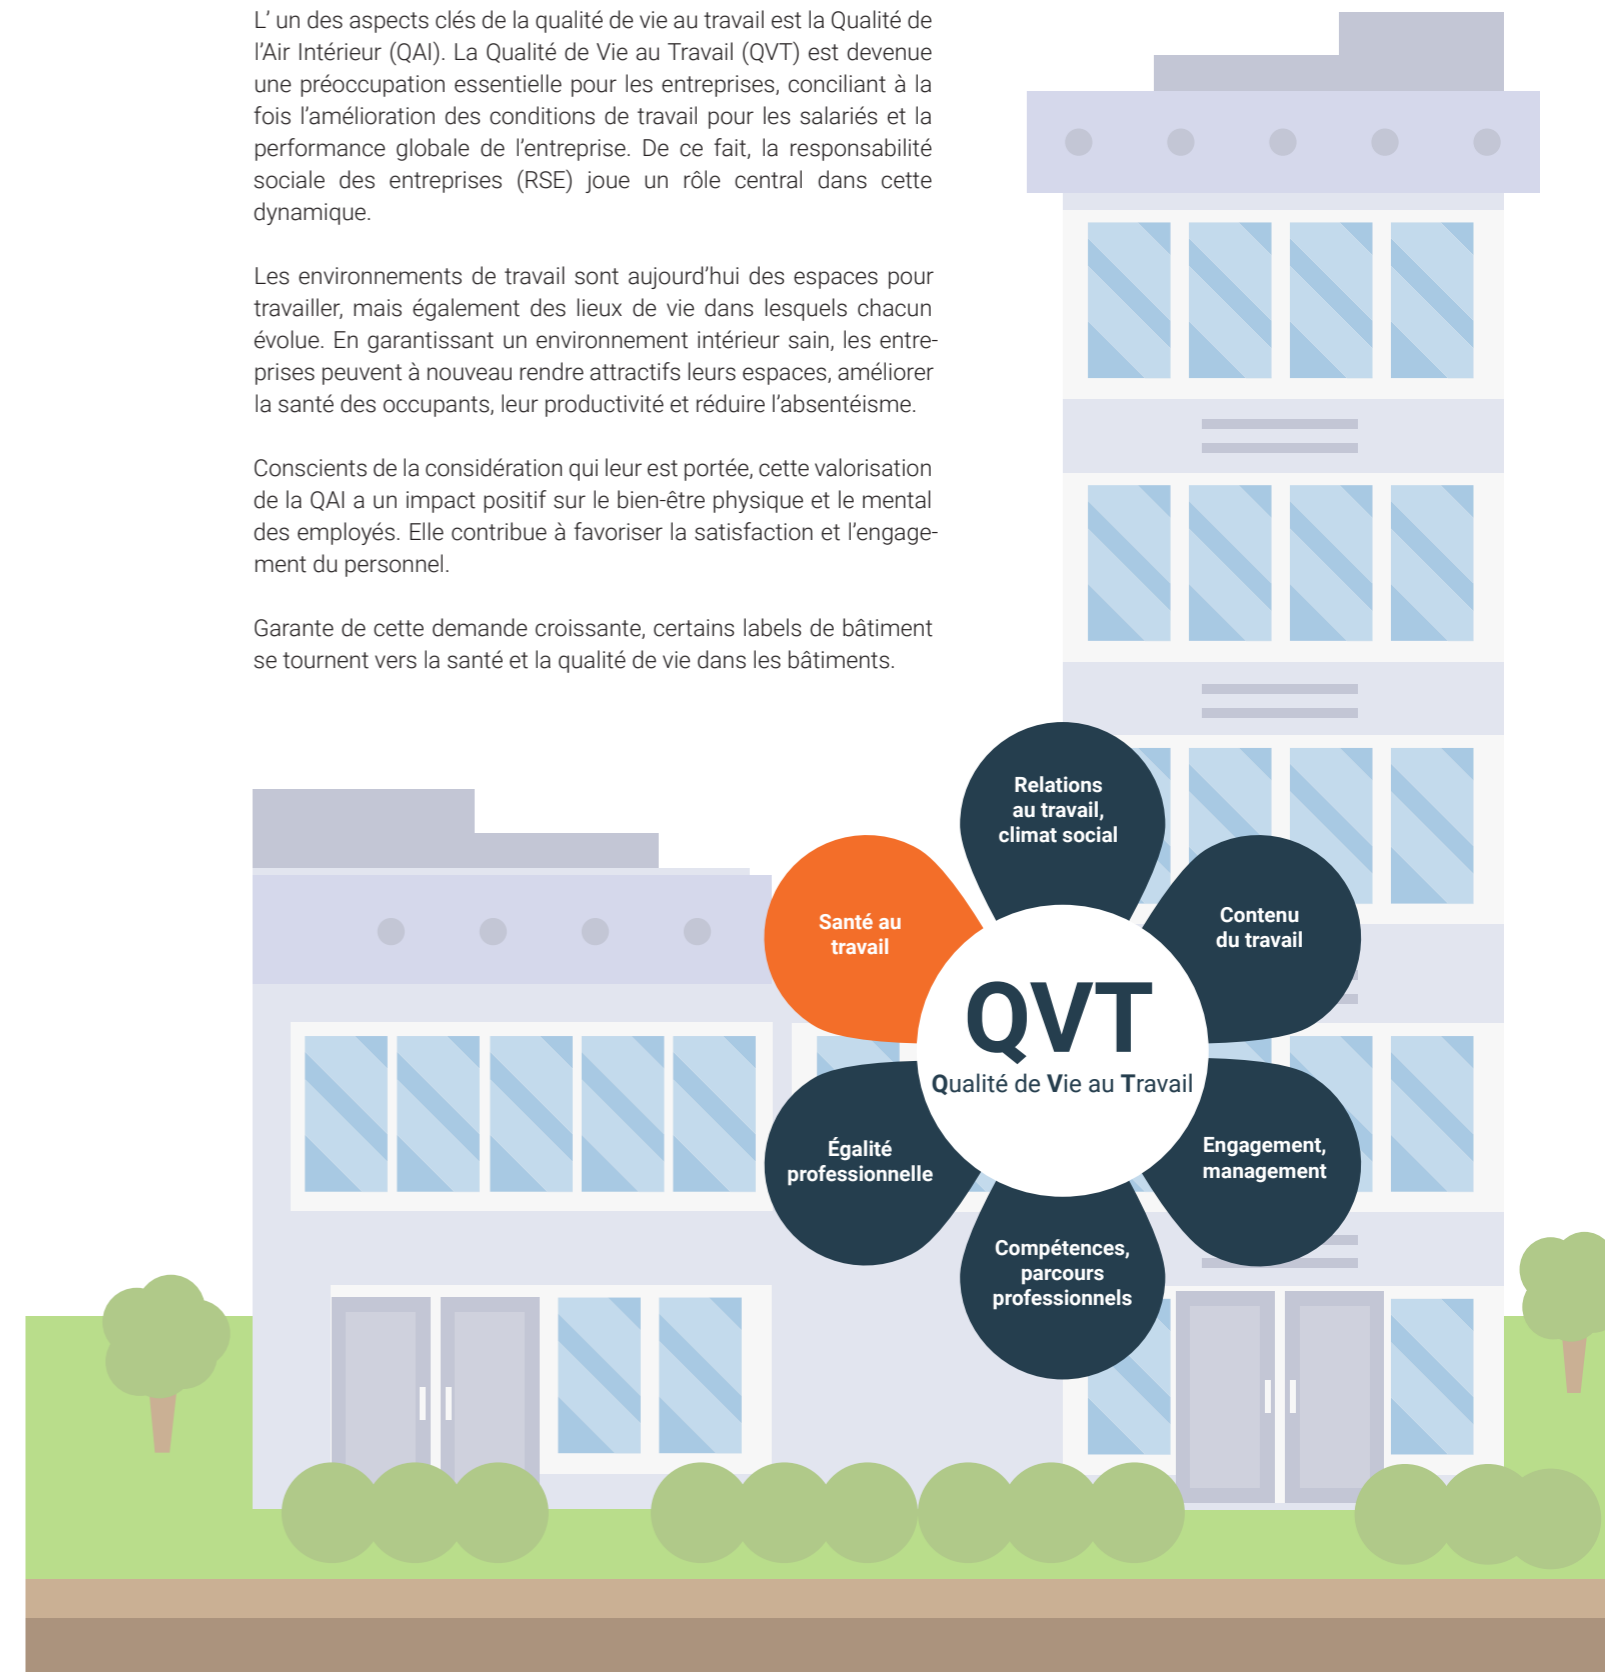 L’ un des aspects clés de la qualité de vie au travail est la Qualité de
l’Air Intérieur (QAI). La Qualité de Vie au Travail (QVT) est devenue
une préoccupation essentielle pour les entreprises, conciliant à la
fois l’amélioration des conditions de travail pour les salariés et la
performance globale de l’entreprise. De ce fait, la responsabilité
sociale des entreprises (RSE) joue un rôle central dans cette
dynamique.
Les environnements de travail sont aujourd’hui des espaces pour
travailler, mais également des lieux de vie dans lesquels chacun
évolue. En garantissant un environnement intérieur sain, les entre-
prises peuvent à nouveau rendre attractifs leurs espaces, améliorer
la santé des occupants, leur productivité et réduire l’absentéisme.
Conscients de la considération qui leur est portée, cette valorisation
de la QAI a un impact positif sur le bien-être physique et le mental
des employés. Elle contribue à favoriser la satisfaction et l’engage-
ment du personnel.
Garante de cette demande croissante, certains labels de bâtiment
se tournent vers la santé et la qualité de vie dans les bâtiments.
Relations
au travail,
climat social
Contenu
du travail
Santé au
travail
QVT
Qualité de Vie au Travail
Égalité
professionnelle
Engagement,
management
Compétences,
parcours
professionnels